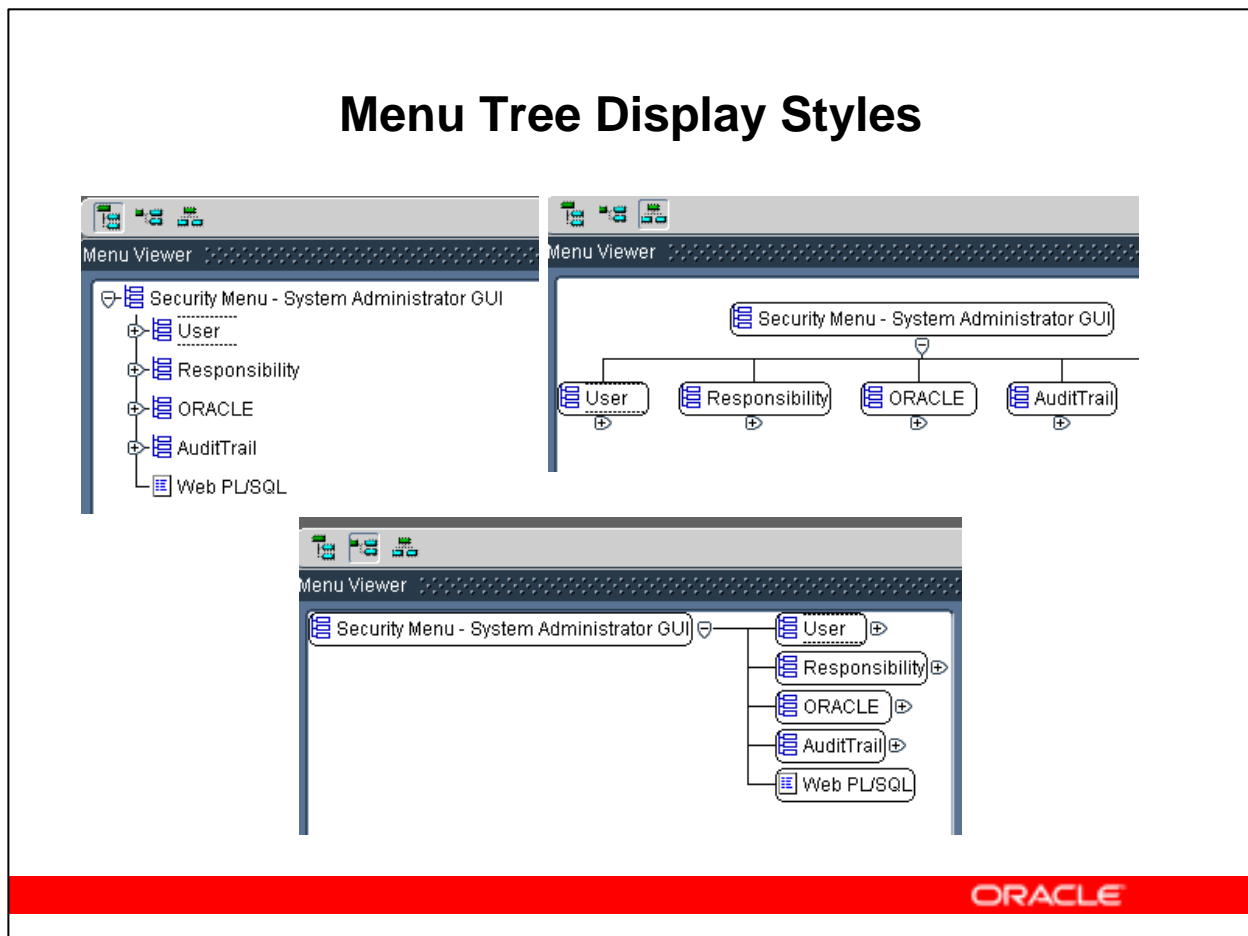 Menu Tree Display Styles
Menu Viewer
Security Menu - System Administrator GUI
User
Responsibility
ORACLE
AuditTrail
Web PL/SQL
Menu Viewer
Security Menu - System Administrator GUI
User
Responsibility
ORACLE
AuditTrail
Menu Viewer
Security Menu - System Administrator GUI
User
Responsibility
ORACLE
AuditTrail
Web PL/SQL
ORACLE